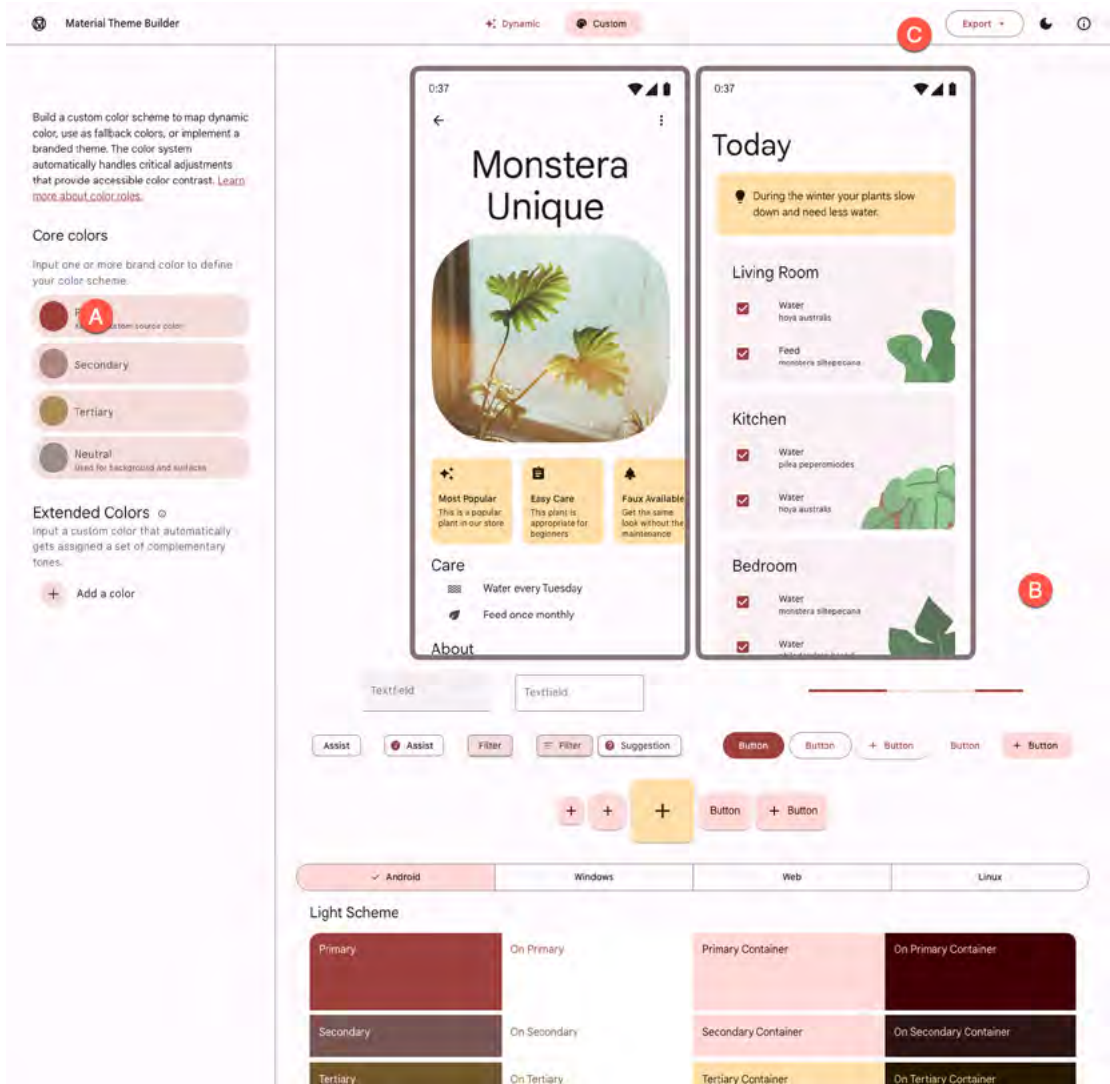 Material Theme Builder
Dynamic
Custom
C
Export
Build a custom color scheme to map dynamic
color, use as fallback colors, or implement a
branded theme. The color system
automatically handles critical adjustments
that provide accessible color contrast. Learn
more about color roles.
Core colors
Input one or more brand color to define
your color scheme.
A
custom source color
Secondary
Tertiary
Neutral
Used for background and surfaces
Extended Colors
Input a custom color that automatically
gets assigned a set of complementary
tones.
+ Add a color
0:37
Monstera
Unique
Most Popular
This is a popular
plant in our store
Easy Care
This plant is
appropriate for
beginners
Faux Available
Get the same
look without the
maintenance
Care
Water every Tuesday
Feed once monthly
About
0:37
Today
During the winter your plants slow
down and need less water.
Living Room
Water
hoya australis
Feed
monstera siltepecana
Kitchen
Water
pilea peperomiodes
Water
hoya australis
Bedroom
Water
monstera siltepecana
Water
B
Textfield
Textfield
Assist
Assist
Filter
Filter
Suggestion
Button
Button
+ Button
Button
+ Button
+
+
+
Button
+ Button
Android
Windows
Web
Linux
Light Scheme
Primary
On Primary
Primary Container
On Primary Container
Secondary
On Secondary
Secondary Container
On Secondary Container
Tertiary
On Tertiary
Tertiary Container
On Tertiary Container